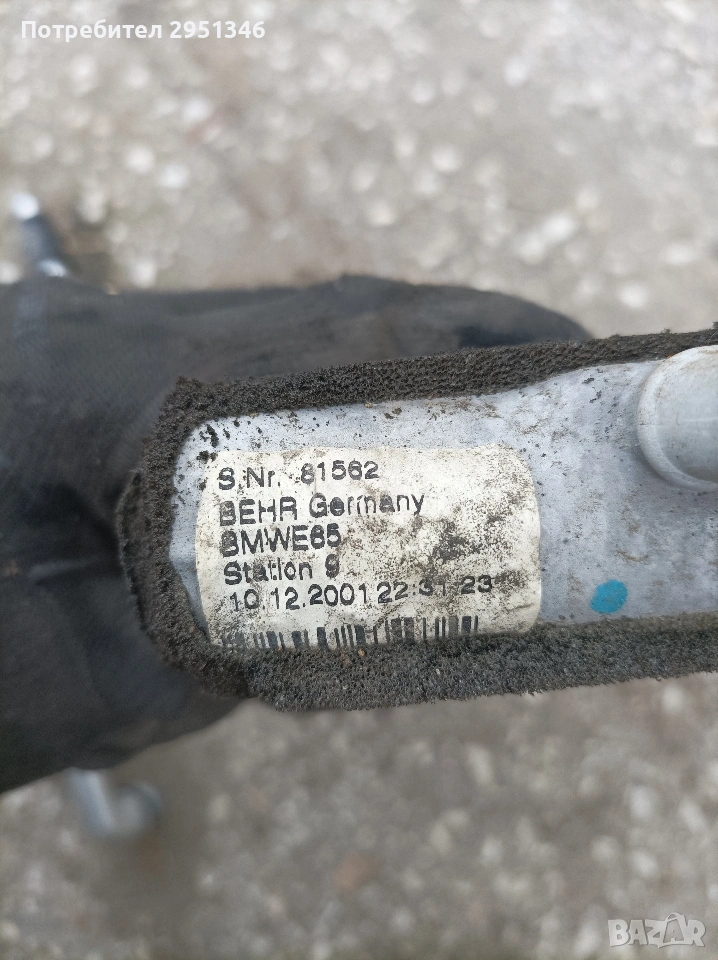 Потребител 2951346
S.Nr. 81562
BEHR Germany
BMWE65
Station 9
10.12.2001 22:31:23
BAZAR